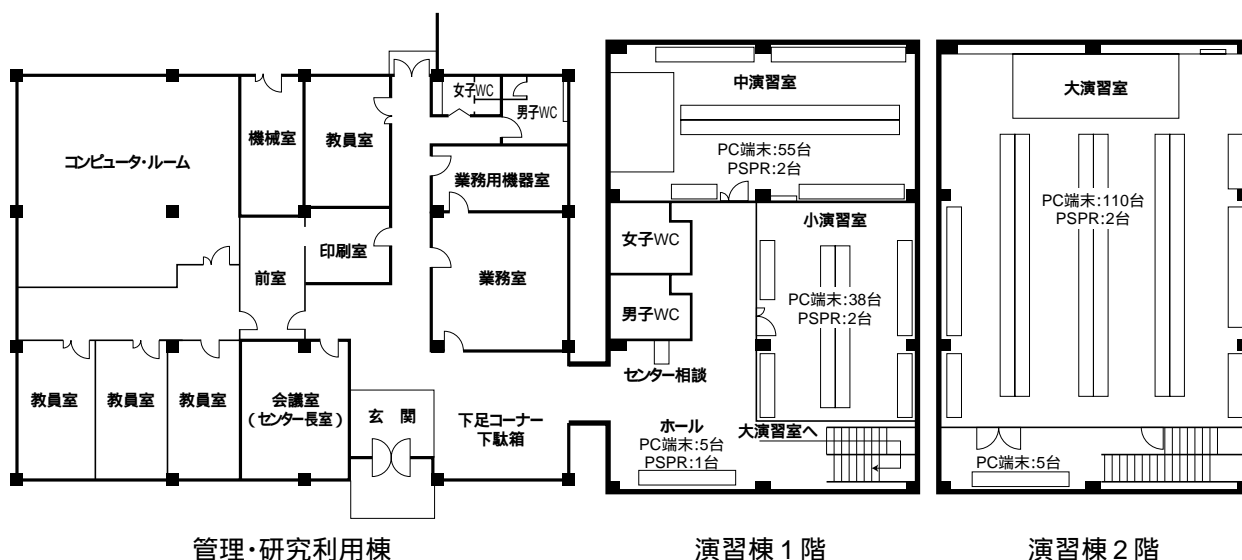 女子WC
男子WC
機械室
教員室
コンピュータ・ルーム
業務用機器室
印刷室
前室
業務室
教員室
教員室
教員室
会議室
(センター長室)
玄 関
下足コーナー
下駄箱
管理・研究利用棟
中演習室
PC端末:55台
PSPR:2台
小演習室
女子WC
PC端末:38台
PSPR:2台
男子WC
センター相談
ホール
大演習室へ
PC端末:5台
PSPR:1台
演習棟1階
大演習室
PC端末:110台
PSPR:2台
PC端末:5台
演習棟2階